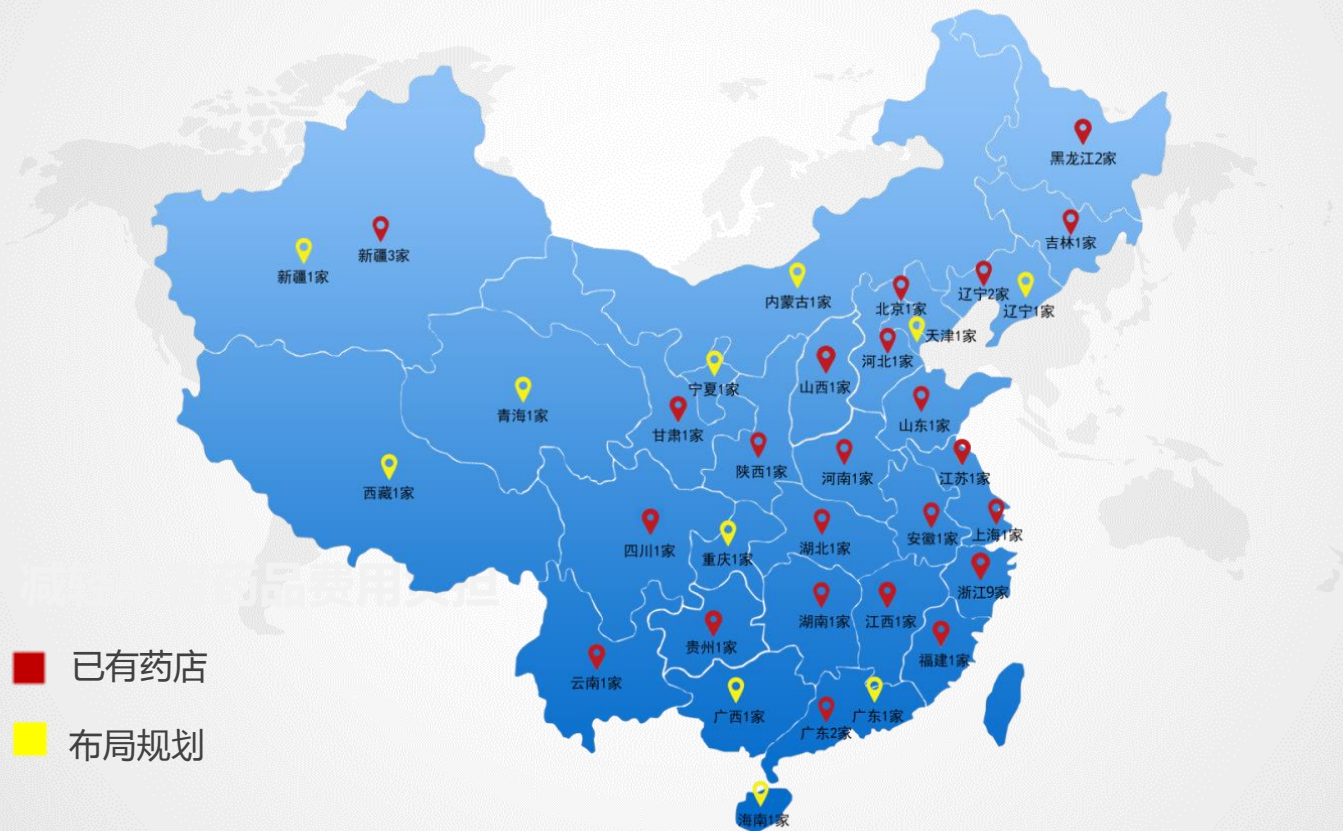 黑龙江2家
吉林1家
新疆3家
新疆1家
内蒙古1家
北京1家
辽宁2家
辽宁1家
天津1家
河北1家
山西1家
宁夏1家
青海1家
甘肃1家
山东1家
陕西1家
河南1家
江苏1家
西藏1家
四川1家
重庆1家
湖北1家
安徽1家
上海1家
浙江9家
湖南1家
江西1家
贵州1家
福建1家
云南1家
广西1家
广东2家
广东1家
海南1家
费用
已有药店
布局规划